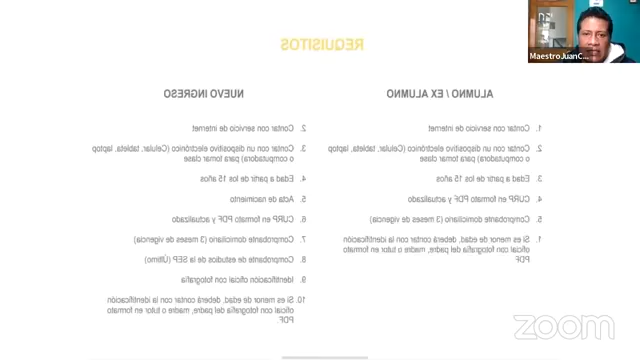 REQUISITOS
ALUMNO / EX ALUMNO
1. Contar con servicio de internet
2. Contar con un dispositivo electrónico (Celular, tableta, laptop
o computadora) para tomar clase
3. Edad a partir de los 15 años
4. CURP en formato PDF y actualizado
5. Comprobante domiciliario (3 meses de vigencia)
1. Si es menor de edad, deberá contar con la identificación
oficial con fotografía del padre, madre o tutor en formato
PDF
NUEVO INGRESO
2. Contar con servicio de internet
3. Contar con un dispositivo electrónico (Celular, tableta, laptop
o computadora) para tomar clase
4. Edad a partir de los 15 años
5. Acta de nacimiento
6. CURP en formato PDF y actualizado
7. Comprobante domiciliario (3 meses de vigencia)
8. Comprobante de estudios de la SEP (Último)
9. Identificación oficial con fotografía
10. Si es menor de edad, deberá contar con la identificación
oficial con fotografía del padre, madre o tutor en formato
PDF.
MaestroJuanC...
zoom